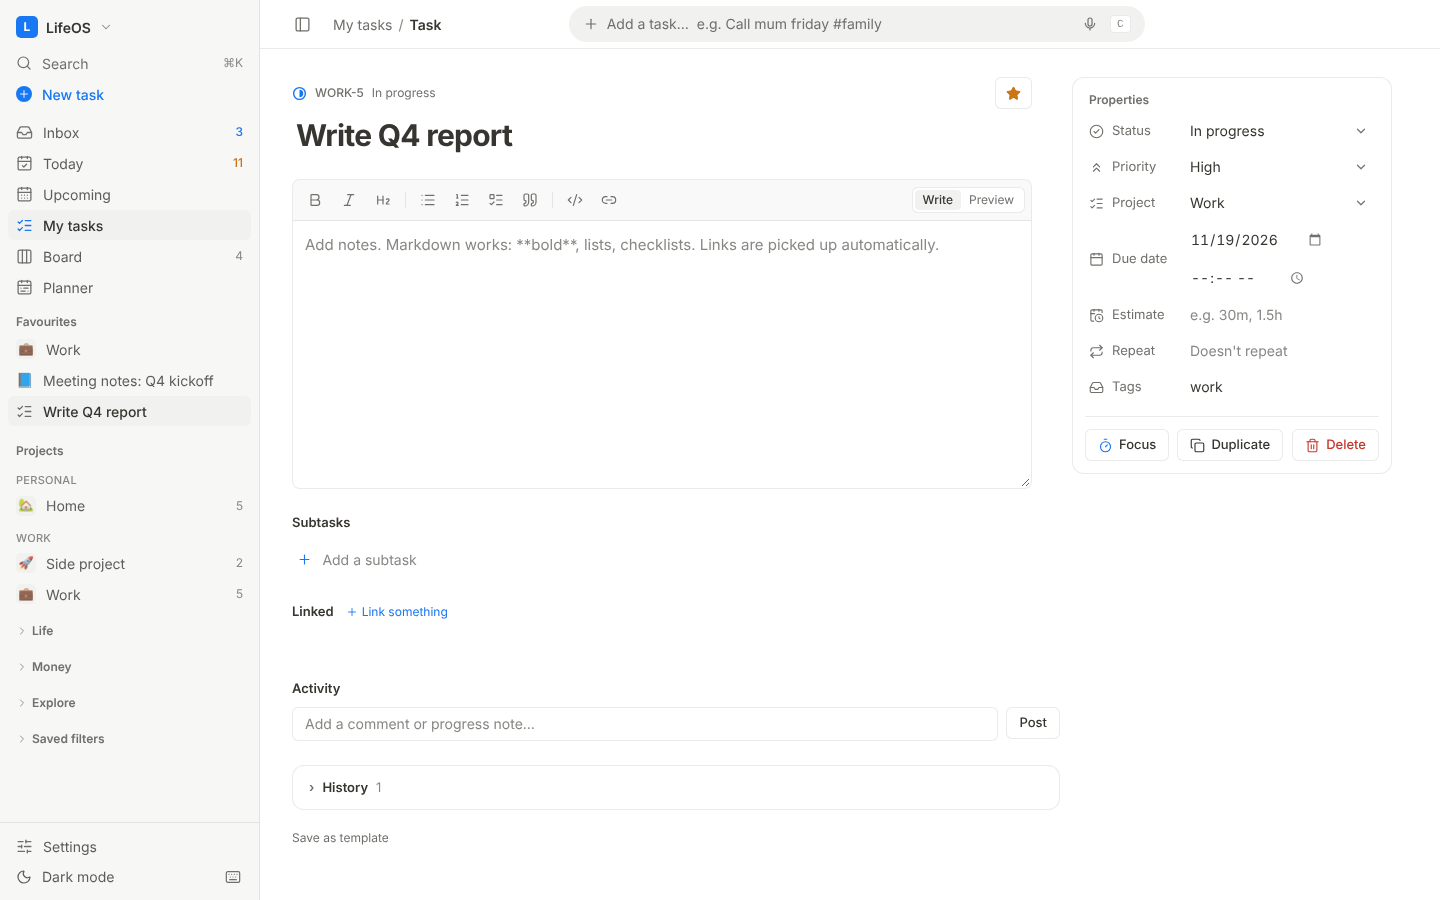 L LifeOS
Search ⌘K
New task
Inbox 3
Today 11
Upcoming
My tasks
Board 4
Planner
Favourites
Work
Meeting notes: Q4 kickoff
Write Q4 report
Projects
PERSONAL
Home 5
WORK
Side project 2
Work 5
Life
Money
Explore
Saved filters
Settings
Dark mode
My tasks / Task
Add a task... e.g. Call mum friday #family C
WORK-5 In progress
Write Q4 report
B I H2 Write Preview
Add notes. Markdown works: **bold**, lists, checklists. Links are picked up automatically.
Subtasks
Add a subtask
Linked + Link something
Activity
Add a comment or progress note... Post
History 1
Save as template
Properties
Status In progress
Priority High
Project Work
Due date 11/19/2026
--:-- --
Estimate e.g. 30m, 1.5h
Repeat Doesn't repeat
Tags work
Focus Duplicate Delete